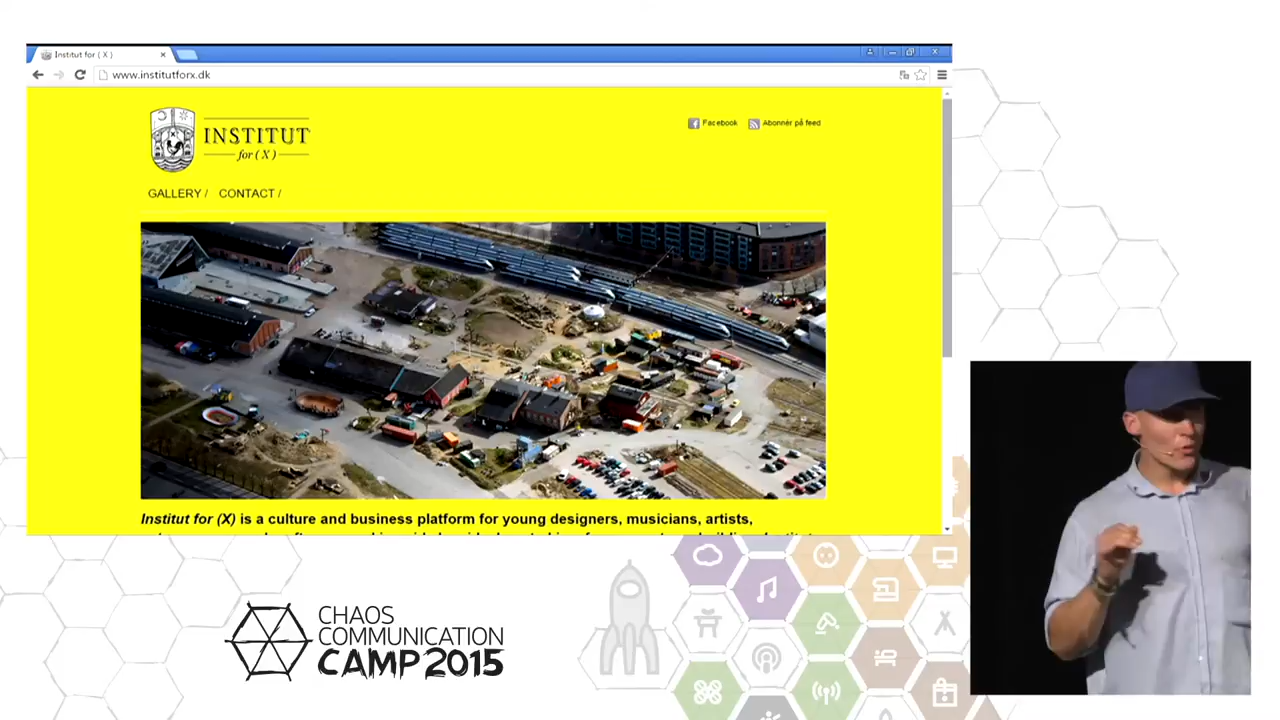 Institut for ( X )
www.institutforx.dk
INSTITUT
for ( X )
Facebook
Abonnér på feed
GALLERY /
CONTACT /
Institut for (X) is a culture and business platform for young designers, musicians, artists,
CHAOS
COMMUNICATION
CAMP 2015